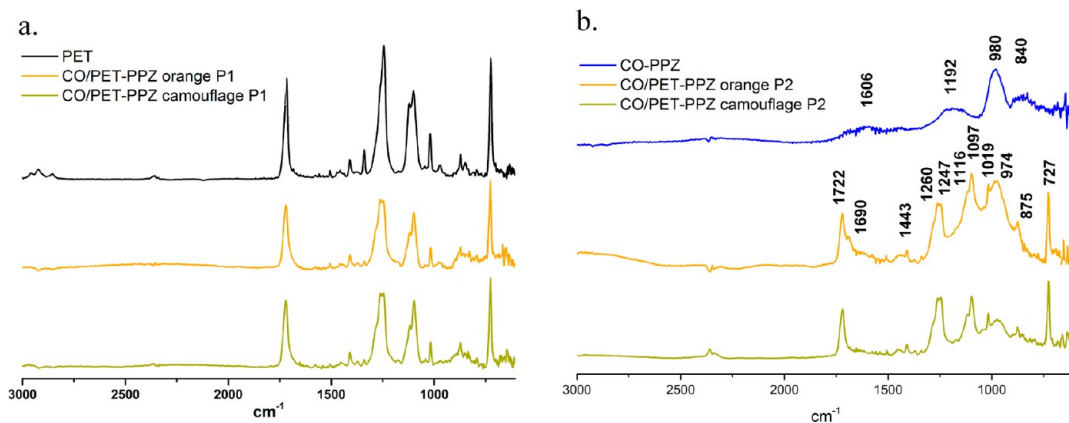 a.
PET
CO/PET-PPZ orange P1
CO/PET-PPZ camouflage P1
3000 2500 2000 1500 1000
cm-1
b.
CO-PPZ
CO/PET-PPZ orange P2
CO/PET-PPZ camouflage P2
1606
1192
980
840
1722
1690
1443
1260
1247
1116
1097
1019
974
875
727
3000 2500 2000 1500 1000
cm-1